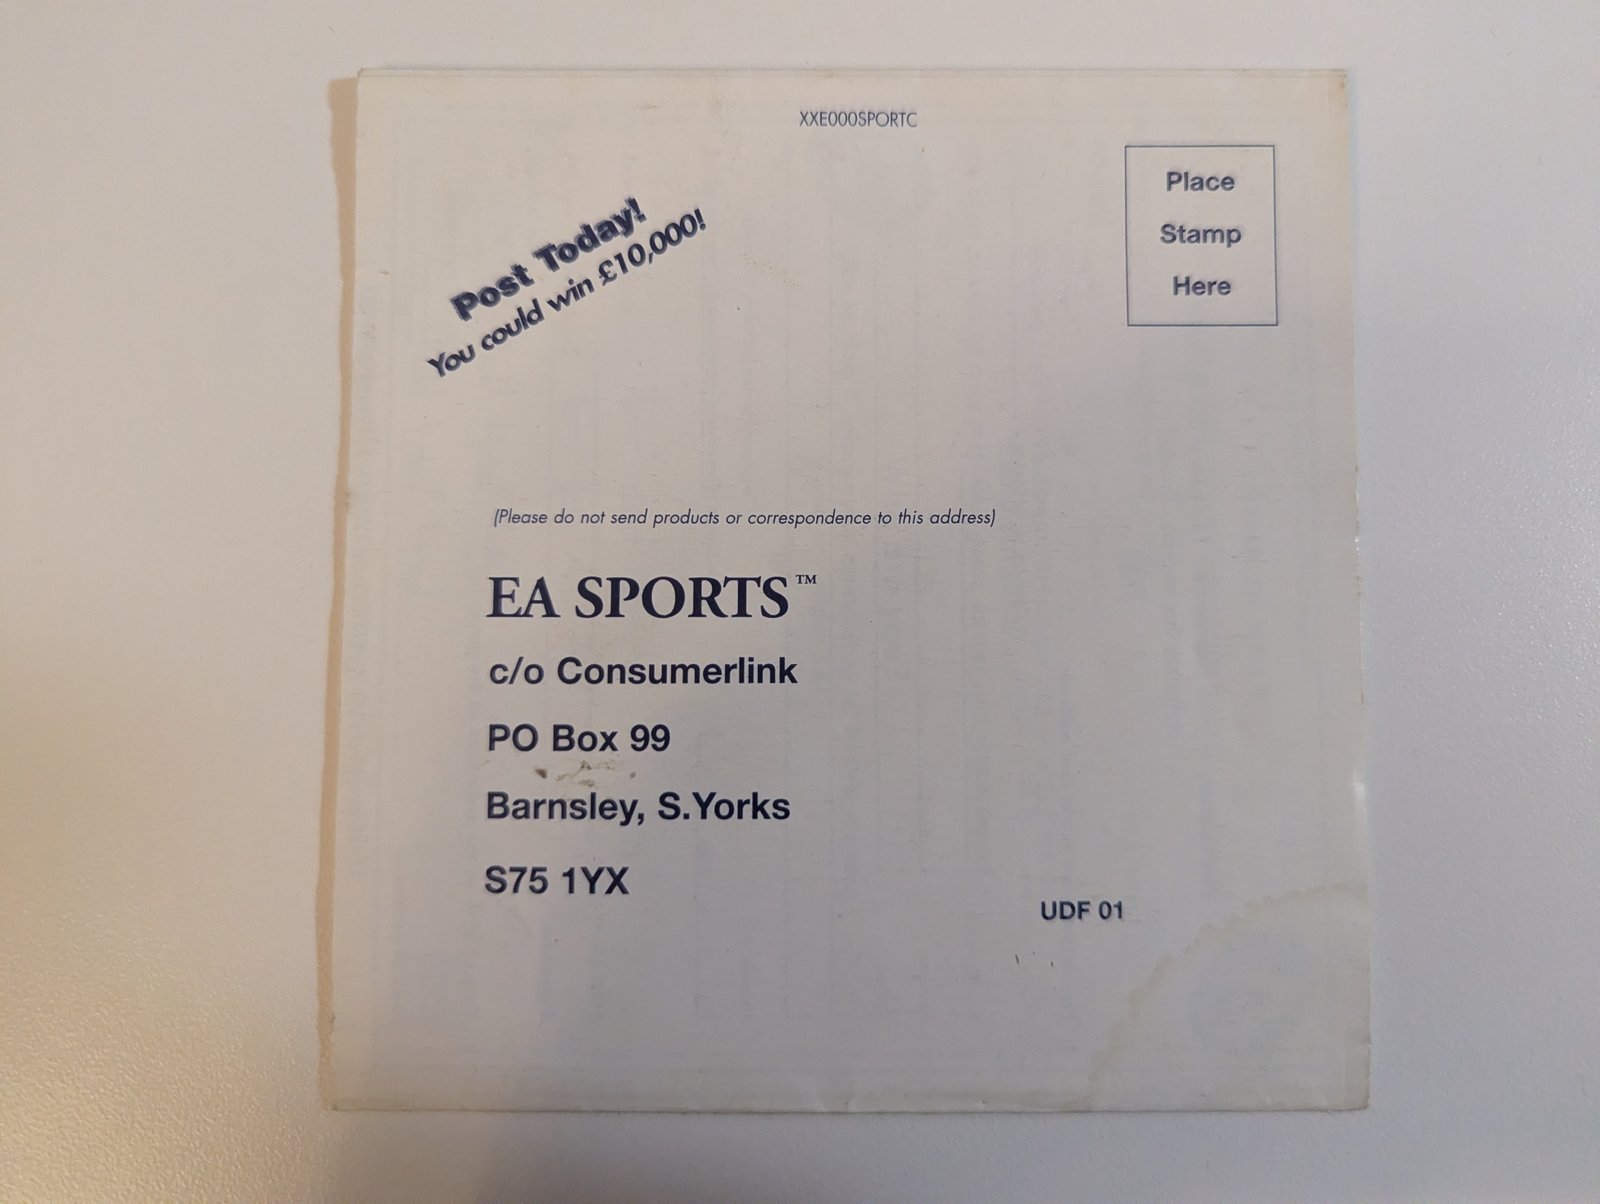 XXE000SPORTC
Place
Stamp
Here
Post Today!
You could win £10,000!
(Please do not send products or correspondence to this address)
EA SPORTS™
c/o Consumerlink
PO Box 99
Barnsley, S.Yorks
S75 1YX
UDF 01